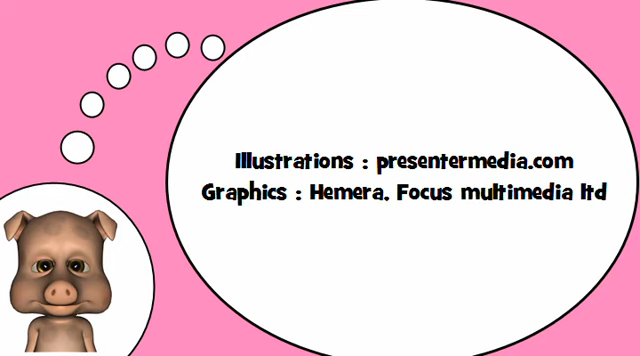 Illustrations : presentermedia.com
Graphics : Hemera. Focus multimedia ltd